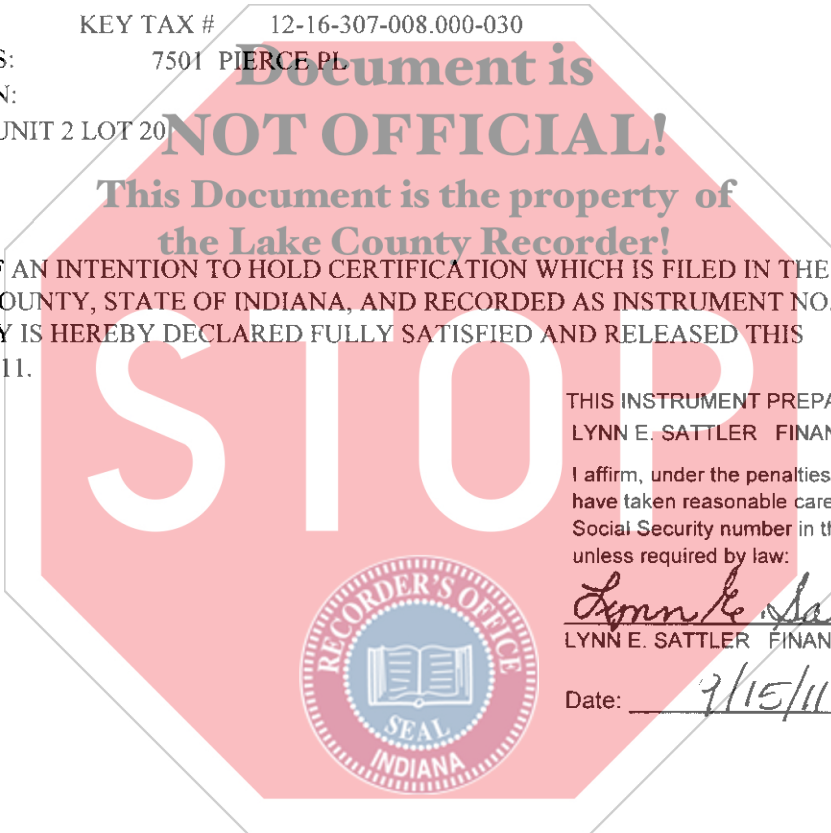 KEY TAX # 12-16-307-008.000-030
S: 7501 PIERCE PL
N:
UNIT 2 LOT 20
Document is
NOT OFFICIAL!
This Document is the property of
the Lake County Recorder!
F AN INTENTION TO HOLD CERTIFICATION WHICH IS FILED IN THE
OUNTY, STATE OF INDIANA, AND RECORDED AS INSTRUMENT NO.
Y IS HEREBY DECLARED FULLY SATISFIED AND RELEASED THIS
11.
STOP
THIS INSTRUMENT PREPA
LYNN E. SATTLER FINAN
I affirm, under the penalties
have taken reasonable care
Social Security number in th
unless required by law:
Lynn E. Sa
LYNN E. SATTLER FINAN
Date: 9/15/11
RECORDER'S OFFICE
SEAL
INDIANA